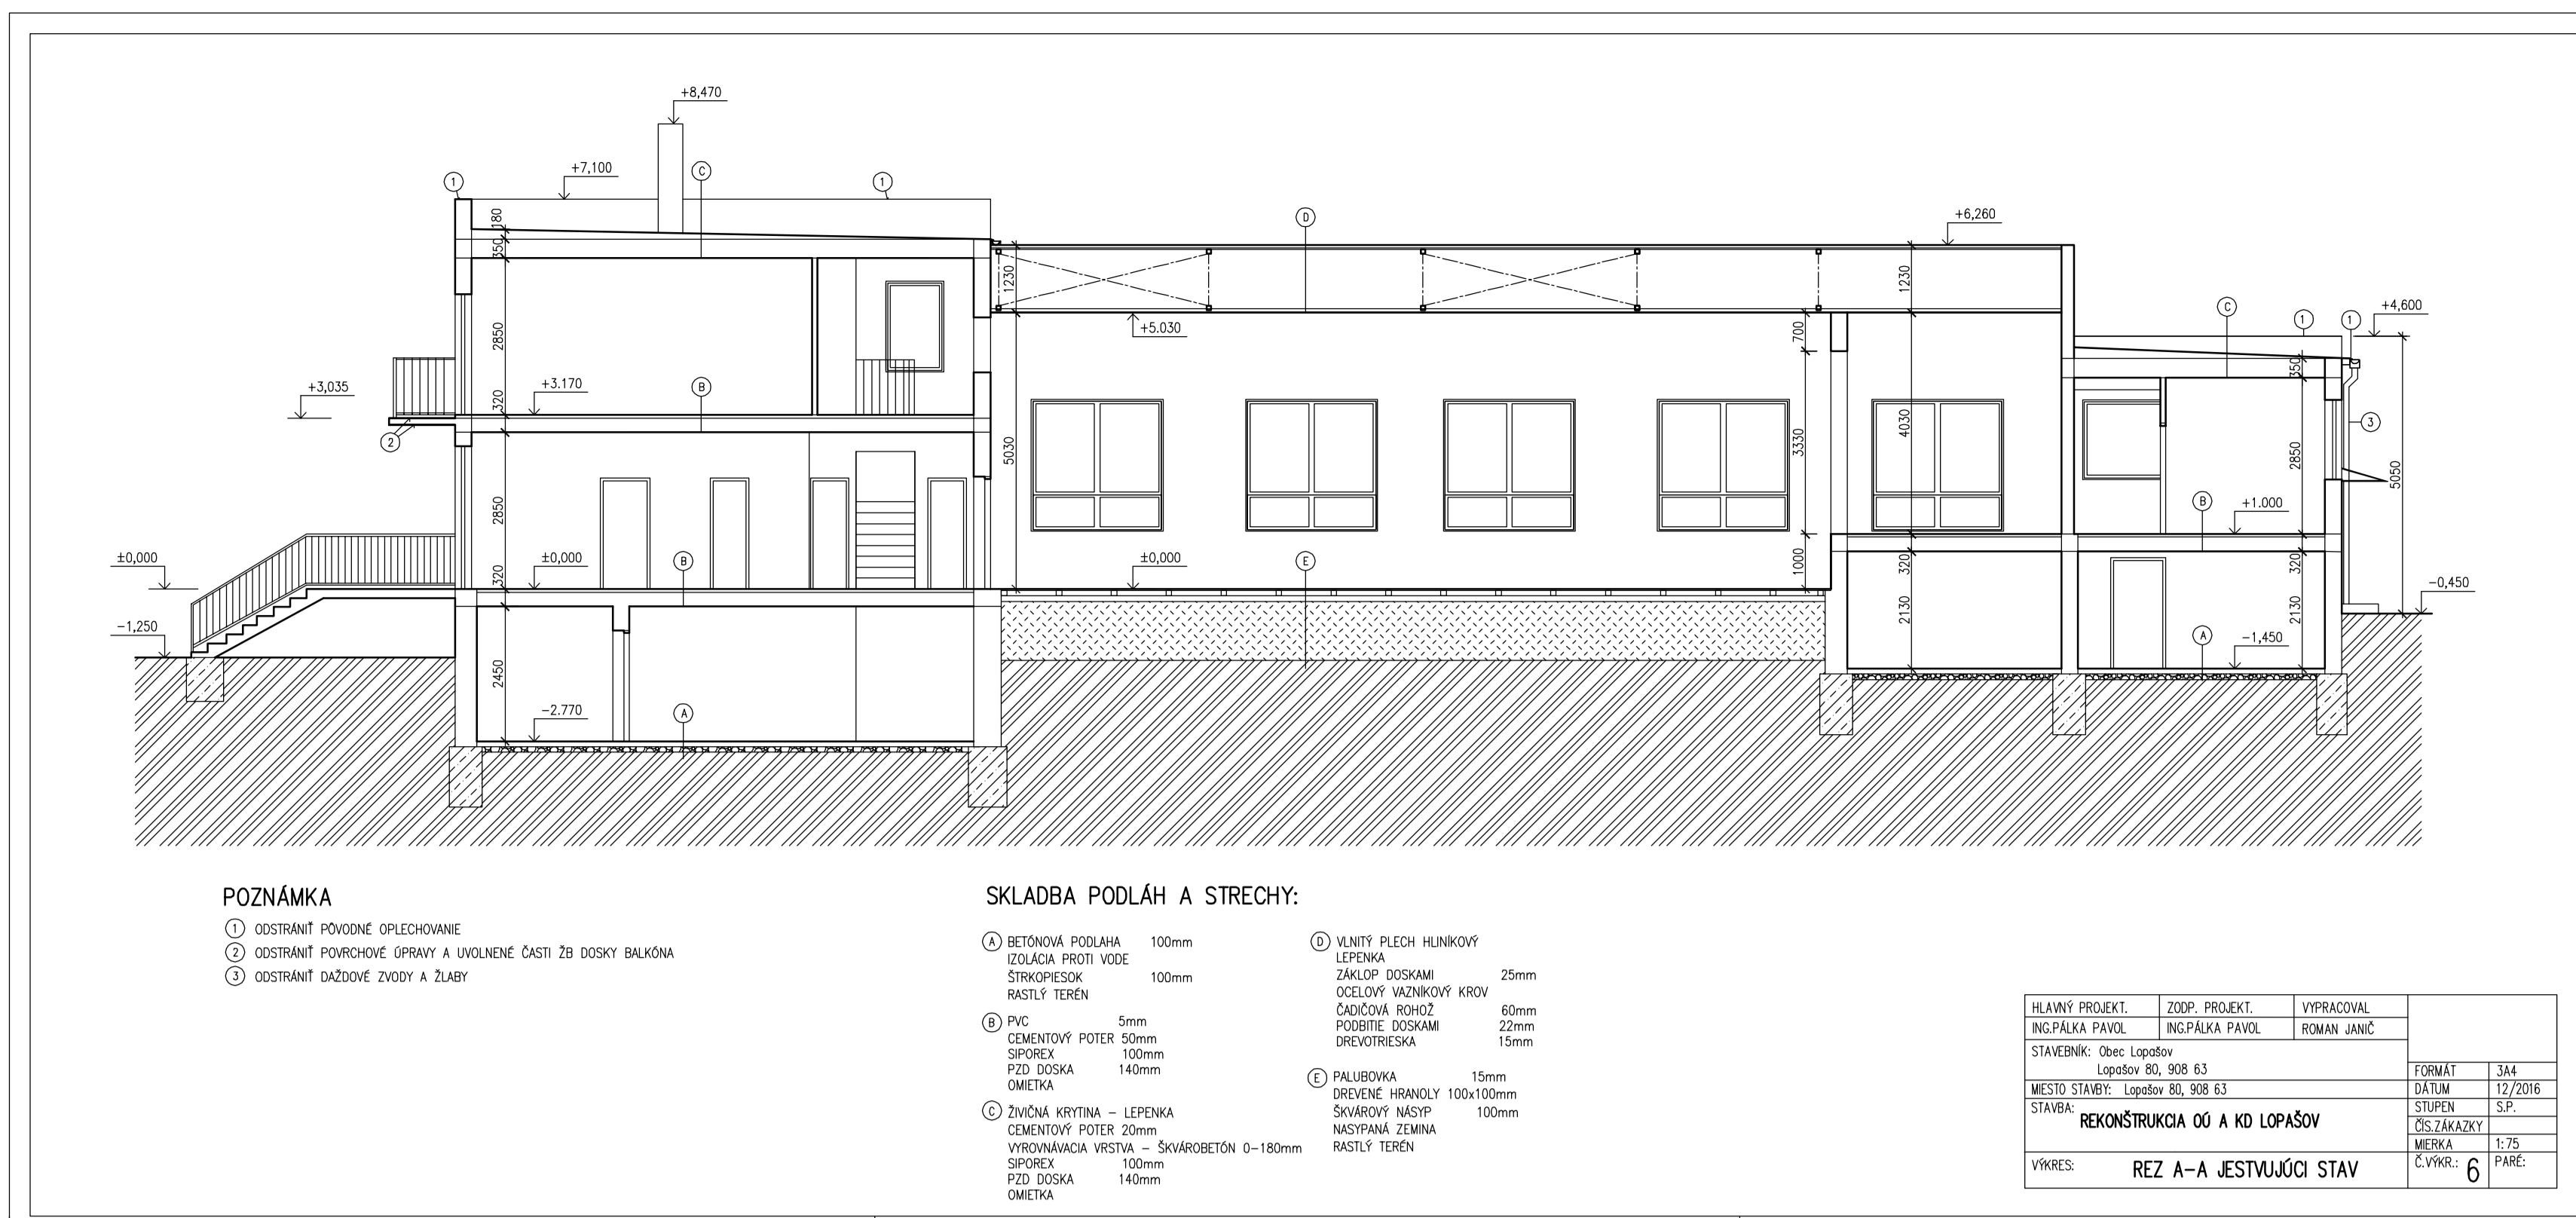 +8,470
+7,100
C
1
1
180
350
D
+6,260
1230
1230
+5.030
C
1
1
+4,600
350
700
2850
+3,035
+3.170
320
B
2
5030
3330
4030
2850
3
5050
2850
B
+1.000
±0,000
±0,000
320
B
±0,000
E
1000
320
320
-0,450
-1,250
2130
2130
A
-1,450
2450
-2.770
A
POZNÁMKA
1 ODSTRÁNIŤ PÔVODNÉ OPLECHOVANIE
2 ODSTRÁNIŤ POVRCHOVÉ ÚPRAVY A UVOLNENÉ ČASTI ŽB DOSKY BALKÓNA
3 ODSTRÁNIŤ DAŽDOVÉ ZVODY A ŽLABY
SKLADBA PODLÁH A STRECHY:
A BETÓNOVÁ PODLAHA 100mm
IZOLÁCIA PROTI VODE
ŠTRKOPIESOK 100mm
RASTLÝ TERÉN
B PVC 5mm
CEMENTOVÝ POTER 50mm
SIPOREX 100mm
PZD DOSKA 140mm
OMIETKA
C ŽIVIČNÁ KRYTINA – LEPENKA
CEMENTOVÝ POTER 20mm
VYROVNÁVACIA VRSTVA – ŠKVÁROBETÓN 0-180mm
SIPOREX 100mm
PZD DOSKA 140mm
OMIETKA
D VLNITÝ PLECH HLINÍKOVÝ
LEPENKA
ZÁKLOP DOSKAMI 25mm
OCELOVÝ VAZNÍKOVÝ KROV
ČADIČOVÁ ROHOŽ 60mm
PODBITIE DOSKAMI 22mm
DREVOTRIESKA 15mm
E PALUBOVKA 15mm
DREVENÉ HRANOLY 100x100mm
ŠKVÁROVÝ NÁSYP 100mm
NASYPANÁ ZEMINA
RASTLÝ TERÉN
HLAVNÝ PROJEKT. ZODP. PROJEKT. VYPRACOVAL
ING.PÁLKA PAVOL ING.PÁLKA PAVOL ROMAN JANIČ
STAVEBNÍK: Obec Lopašov
Lopašov 80, 908 63
MIESTO STAVBY: Lopašov 80, 908 63
STAVBA:
REKONŠTRUKCIA OÚ A KD LOPAŠOV
VÝKRES: REZ A-A JESTVUJÚCI STAV
FORMÁT 3A4
DÁTUM 12/2016
STUPEN S.P.
ČÍS.ZÁKAZKY
MIERKA 1:75
Č.VÝKR.: 6 PARÉ: